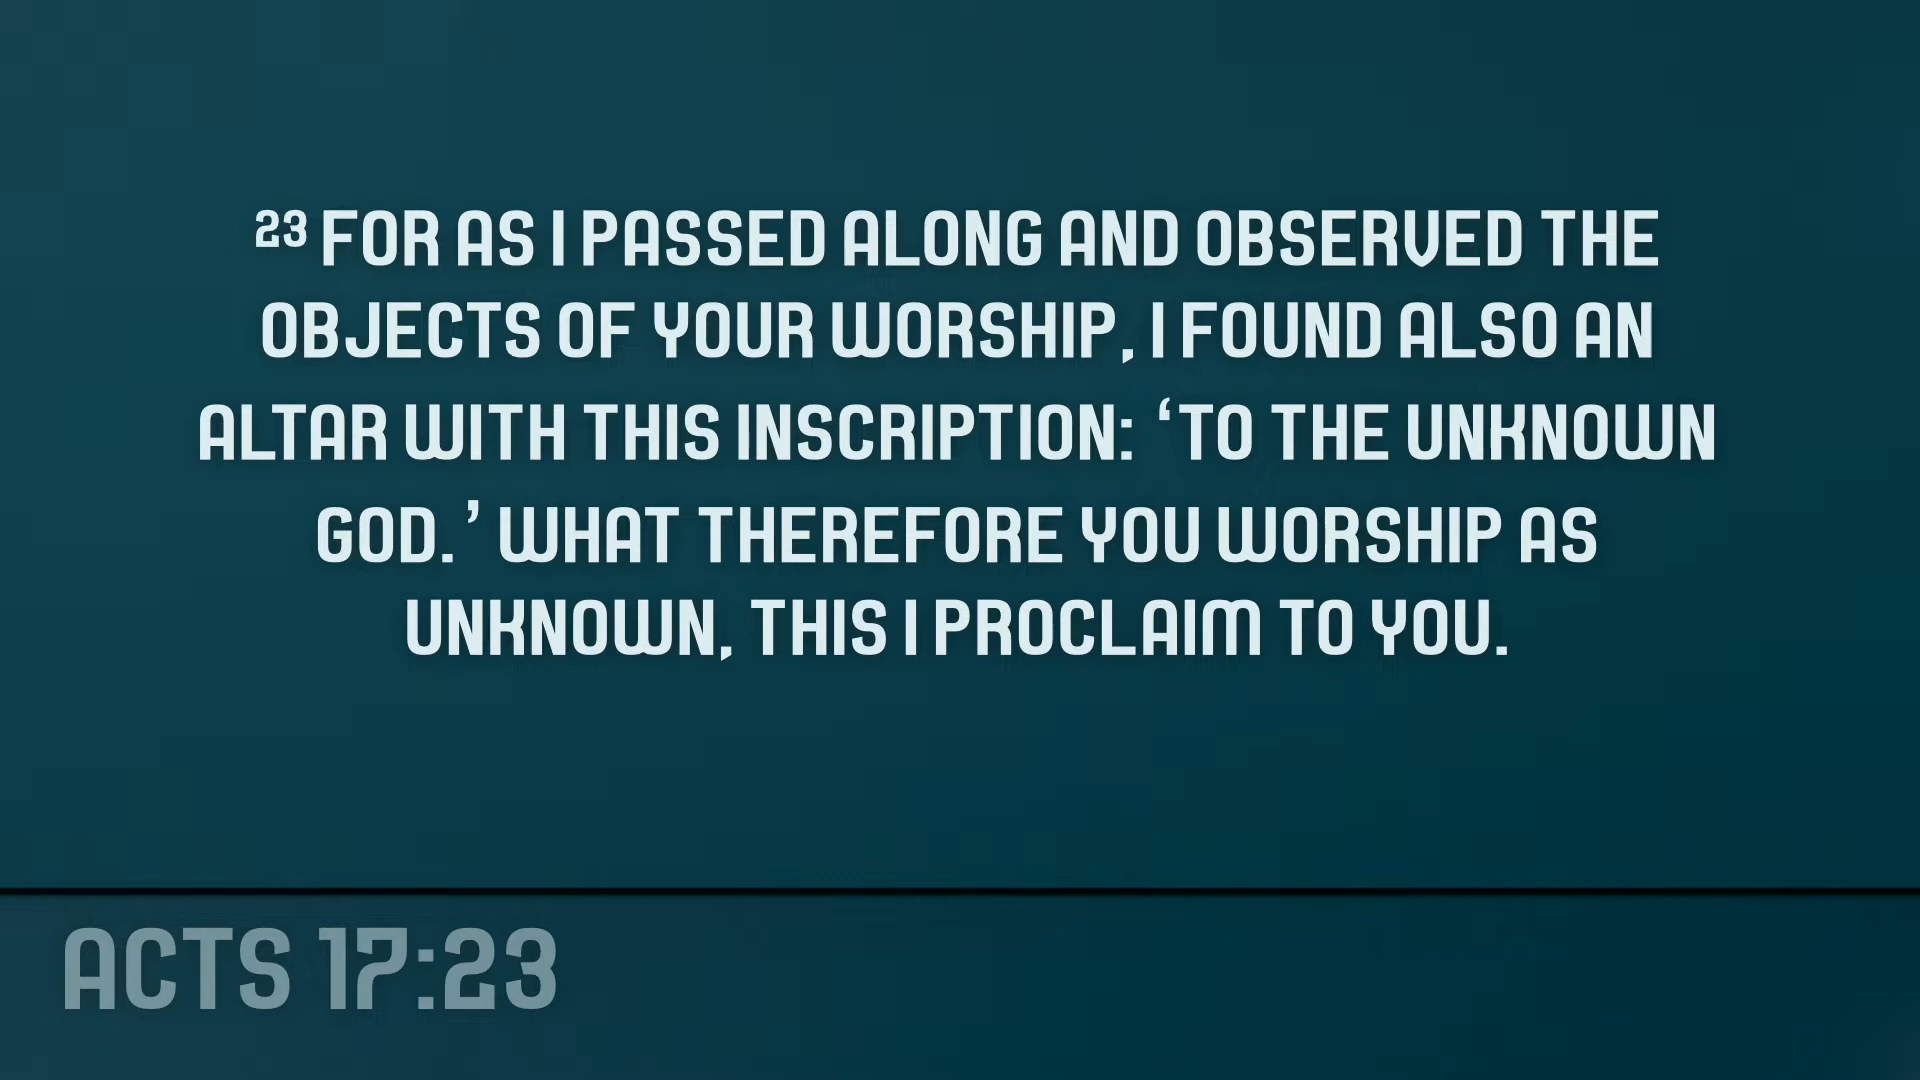 ²³ FOR AS I PASSED ALONG AND OBSERVED THE
OBJECTS OF YOUR WORSHIP, I FOUND ALSO AN
ALTAR WITH THIS INSCRIPTION: ‘TO THE UNKNOWN
GOD.’ WHAT THEREFORE YOU WORSHIP AS
UNKNOWN, THIS I PROCLAIM TO YOU.
ACTS 17:23